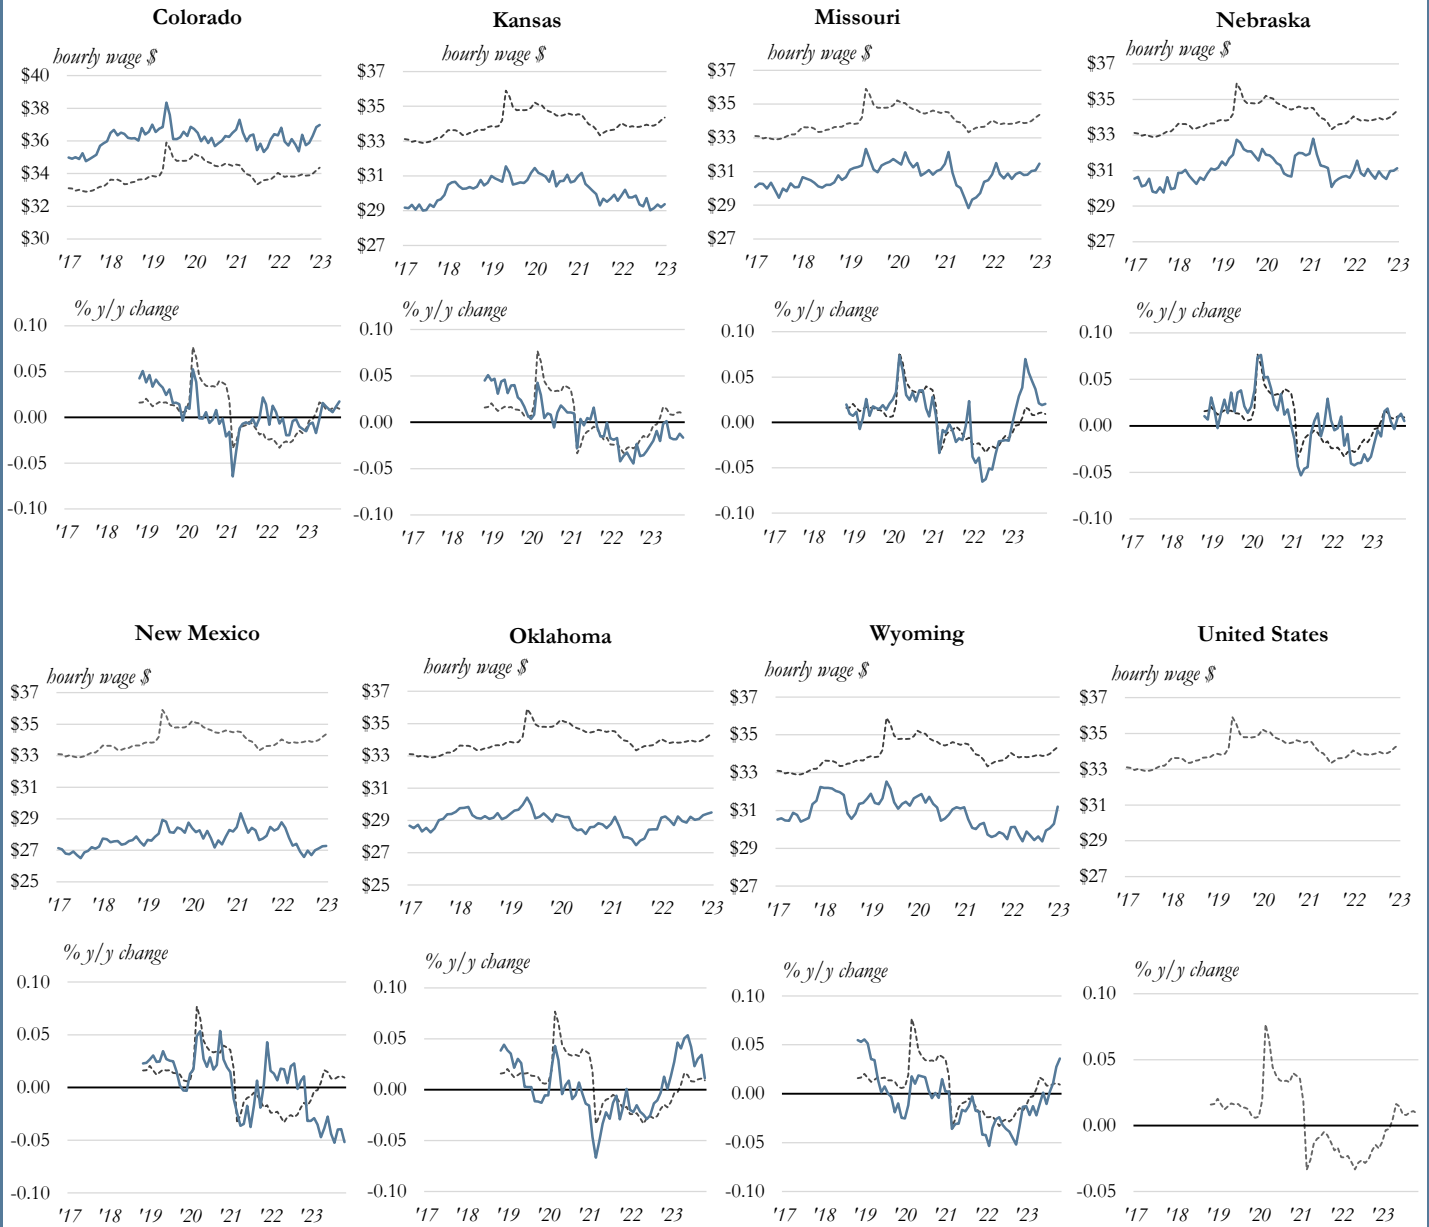 Colorado
hourly wage $
$40
$38
$36
$34
$32
$30
'17 '18 '19 '20 '21 '22 '23
% y/y change
0.10
0.05
0.00
-0.05
-0.10
'17 '18 '19 '20 '21 '22 '23
Kansas
hourly wage $
$37
$35
$33
$31
$29
$27
'17 '18 '19 '20 '21 '22 '23
% y/y change
0.10
0.05
0.00
-0.05
-0.10
'17 '18 '19 '20 '21 '22 '23
Missouri
hourly wage $
$37
$35
$33
$31
$29
$27
'17 '18 '19 '20 '21 '22 '23
% y/y change
0.10
0.05
0.00
-0.05
-0.10
'17 '18 '19 '20 '21 '22 '23
Nebraska
hourly wage $
$37
$35
$33
$31
$29
$27
'17 '18 '19 '20 '21 '22 '23
% y/y change
0.10
0.05
0.00
-0.05
-0.10
'17 '18 '19 '20 '21 '22 '23
New Mexico
hourly wage $
$37
$35
$33
$31
$29
$27
$25
'17 '18 '19 '20 '21 '22 '23
% y/y change
0.10
0.05
0.00
-0.05
-0.10
'17 '18 '19 '20 '21 '22 '23
Oklahoma
hourly wage $
$37
$35
$33
$31
$29
$27
$25
'17 '18 '19 '20 '21 '22 '23
% y/y change
0.10
0.05
0.00
-0.05
-0.10
'17 '18 '19 '20 '21 '22 '23
Wyoming
hourly wage $
$37
$35
$33
$31
$29
$27
'17 '18 '19 '20 '21 '22 '23
% y/y change
0.10
0.05
0.00
-0.05
-0.10
'17 '18 '19 '20 '21 '22 '23
United States
hourly wage $
$37
$35
$33
$31
$29
$27
'17 '18 '19 '20 '21 '22 '23
% y/y change
0.10
0.05
0.00
-0.05
'17 '18 '19 '20 '21 '22 '23